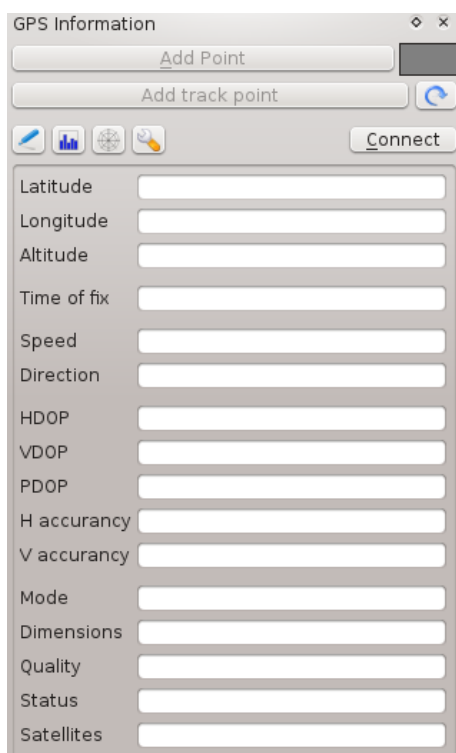 GPS Information
Add Point
Add track point
Connect
Latitude
Longitude
Altitude
Time of fix
Speed
Direction
HDOP
VDOP
PDOP
H accurancy
V accurancy
Mode
Dimensions
Quality
Status
Satellites